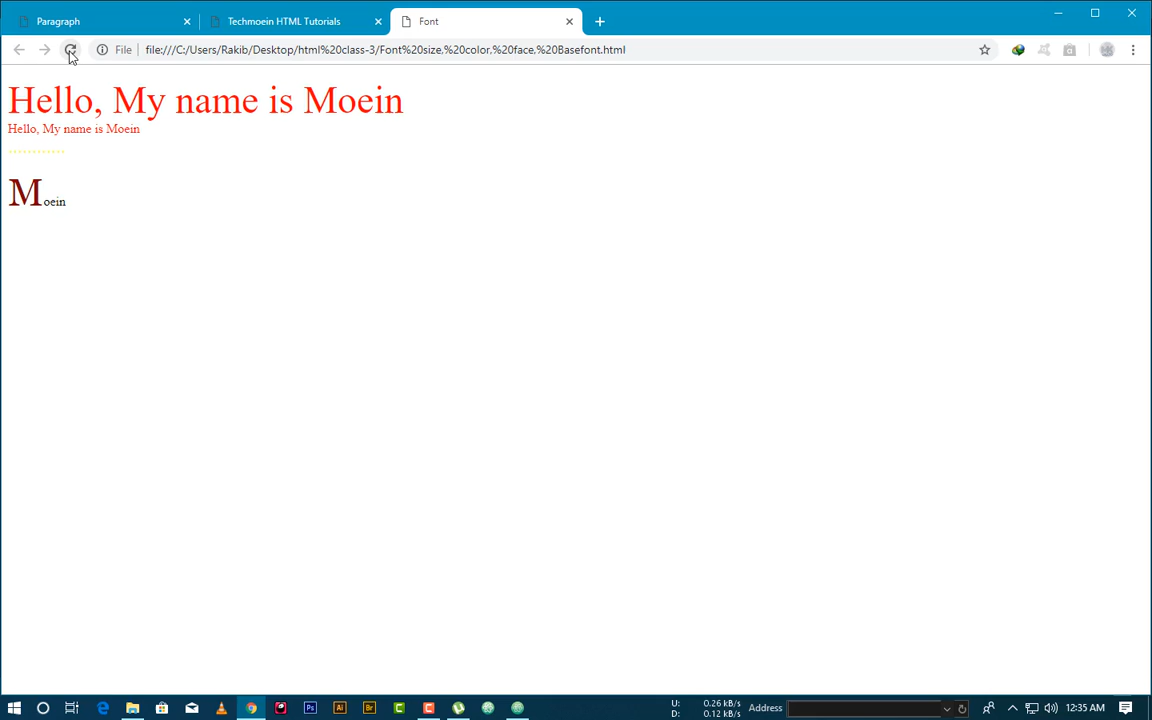 Paragraph
Techmoein HTML Tutorials
Font
File
file:///C:/Users/Rakib/Desktop/html%20class-3/Font%20size,%20color,%20face,%20Basefont.html
Hello, My name is Moein
Hello, My name is Moein
Moein
U: 0.26 kB/s
D: 0.12 kB/s
Address
12:35 AM